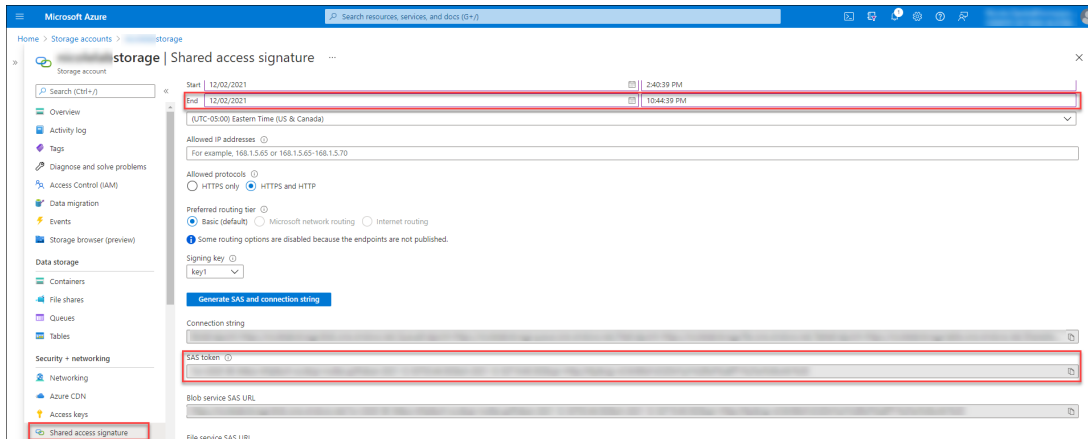 Microsoft Azure
Search resources, services, and docs (G+/)
1
Home > Storage accounts > storage
storage | Shared access signature ...
Storage account
Search (Ctrl+/)
Overview
Activity log
Tags
Diagnose and solve problems
Access Control (IAM)
Data migration
Events
Storage browser (preview)
Data storage
Containers
File shares
Queues
Tables
Security + networking
Networking
Azure CDN
Access keys
Shared access signature
Start 12/02/2021 2:40:39 PM
End 12/02/2021 10:44:39 PM
(UTC-05:00) Eastern Time (US & Canada)
Allowed IP addresses
For example, 168.1.5.65 or 168.1.5.65-168.1.5.70
Allowed protocols
HTTPS only HTTPS and HTTP
Preferred routing tier
Basic (default) Microsoft network routing Internet routing
Some routing options are disabled because the endpoints are not published.
Signing key
key1
Generate SAS and connection string
Connection string
SAS token
Blob service SAS URL
File service SAS URL